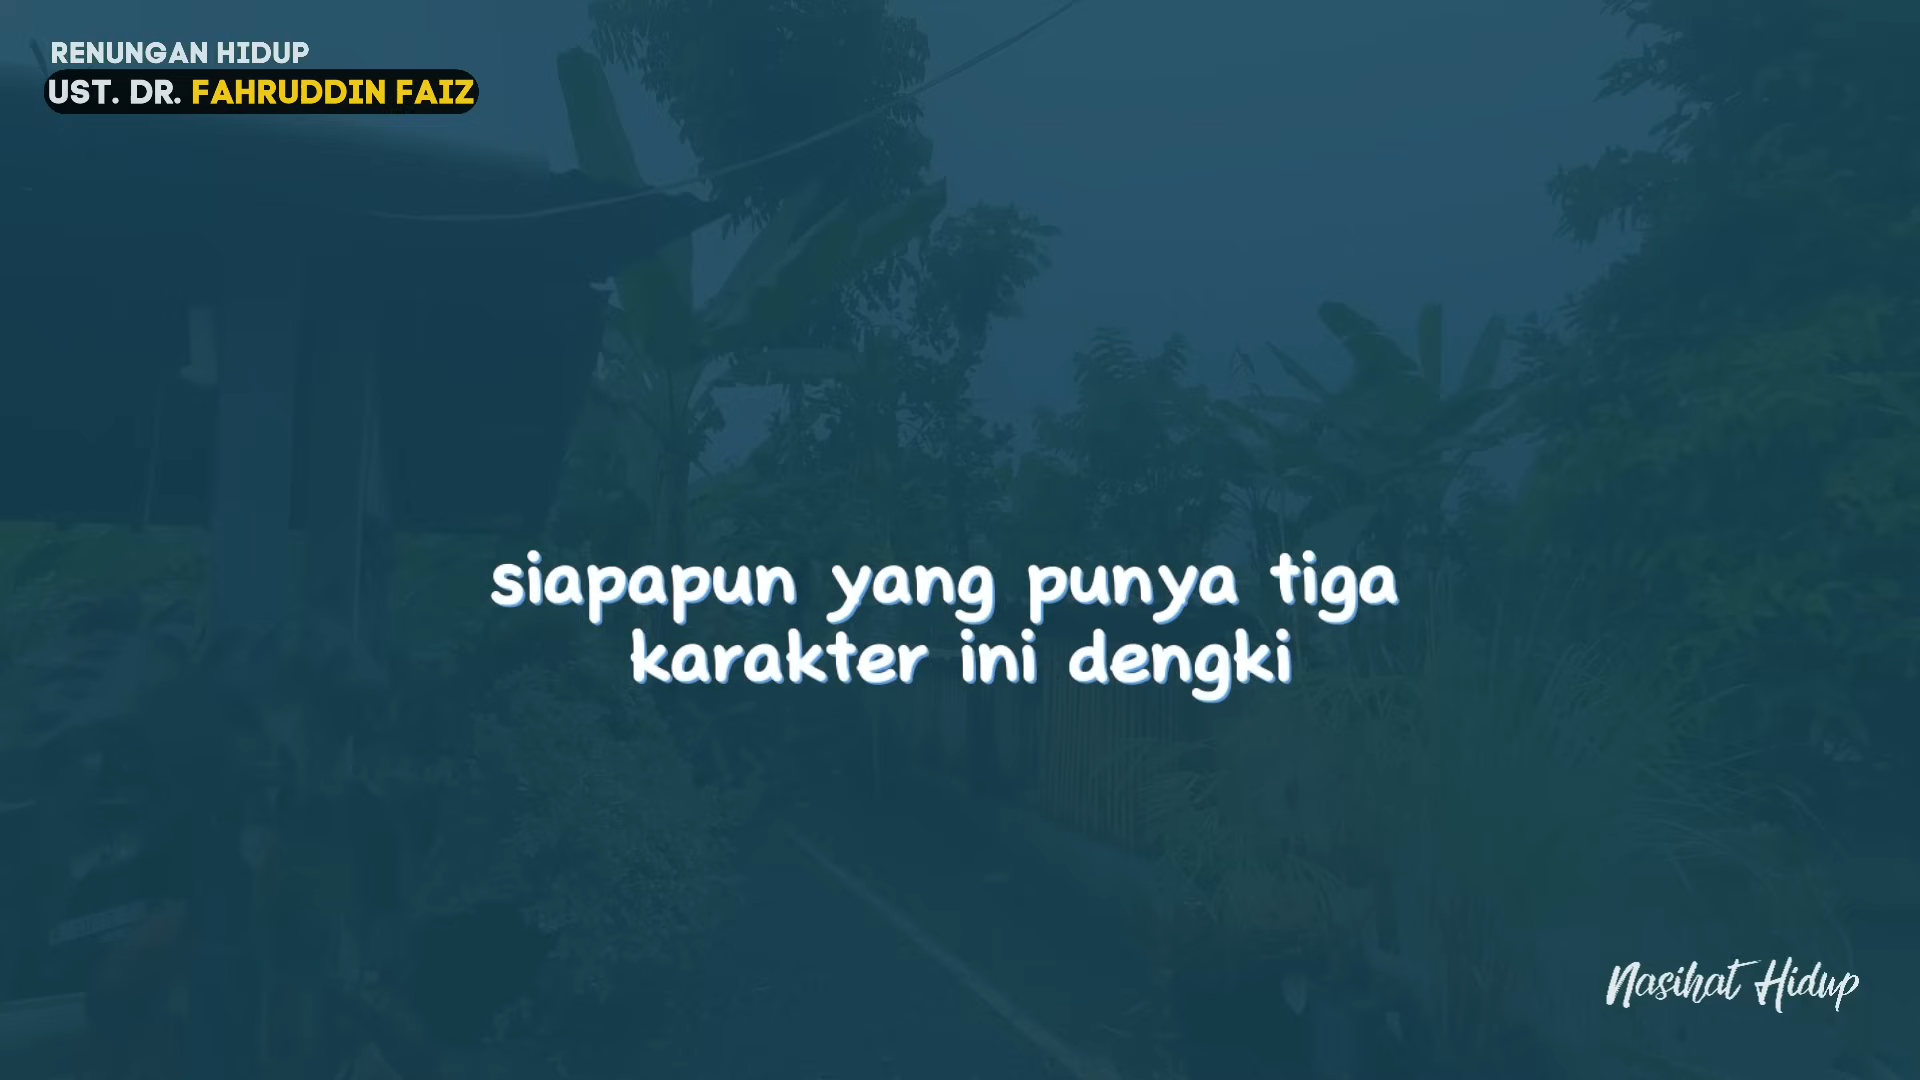 RENUNGAN HIDUP
UST. DR. FAHRUDDIN FAIZ
siapapun yang punya tiga
karakter ini dengki
Nasihat Hidup